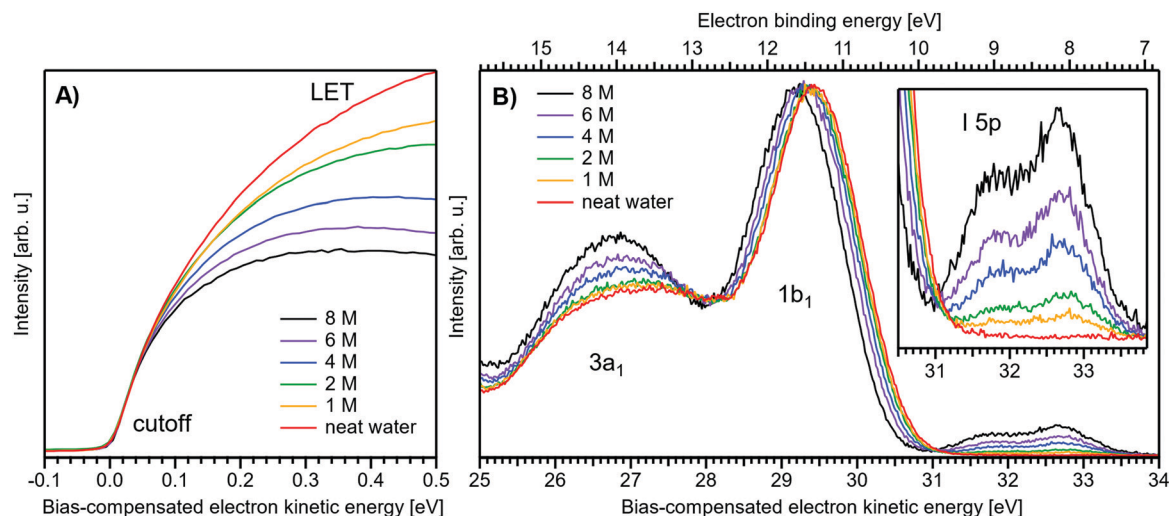 Electron binding energy [eV]
15 14 13 12 11 10 9 8 7
A)
LET
8 M
6 M
4 M
2 M
1 M
neat water
cutoff
Intensity [arb. u.]
-0.1 0.0 0.1 0.2 0.3 0.4 0.5
Bias-compensated electron kinetic energy [eV]
B)
8 M
6 M
4 M
2 M
1 M
neat water
3a1
1b1
I 5p
31 32 33
Intensity [arb. u.]
25 26 27 28 29 30 31 32 33 34
Bias-compensated electron kinetic energy [eV]